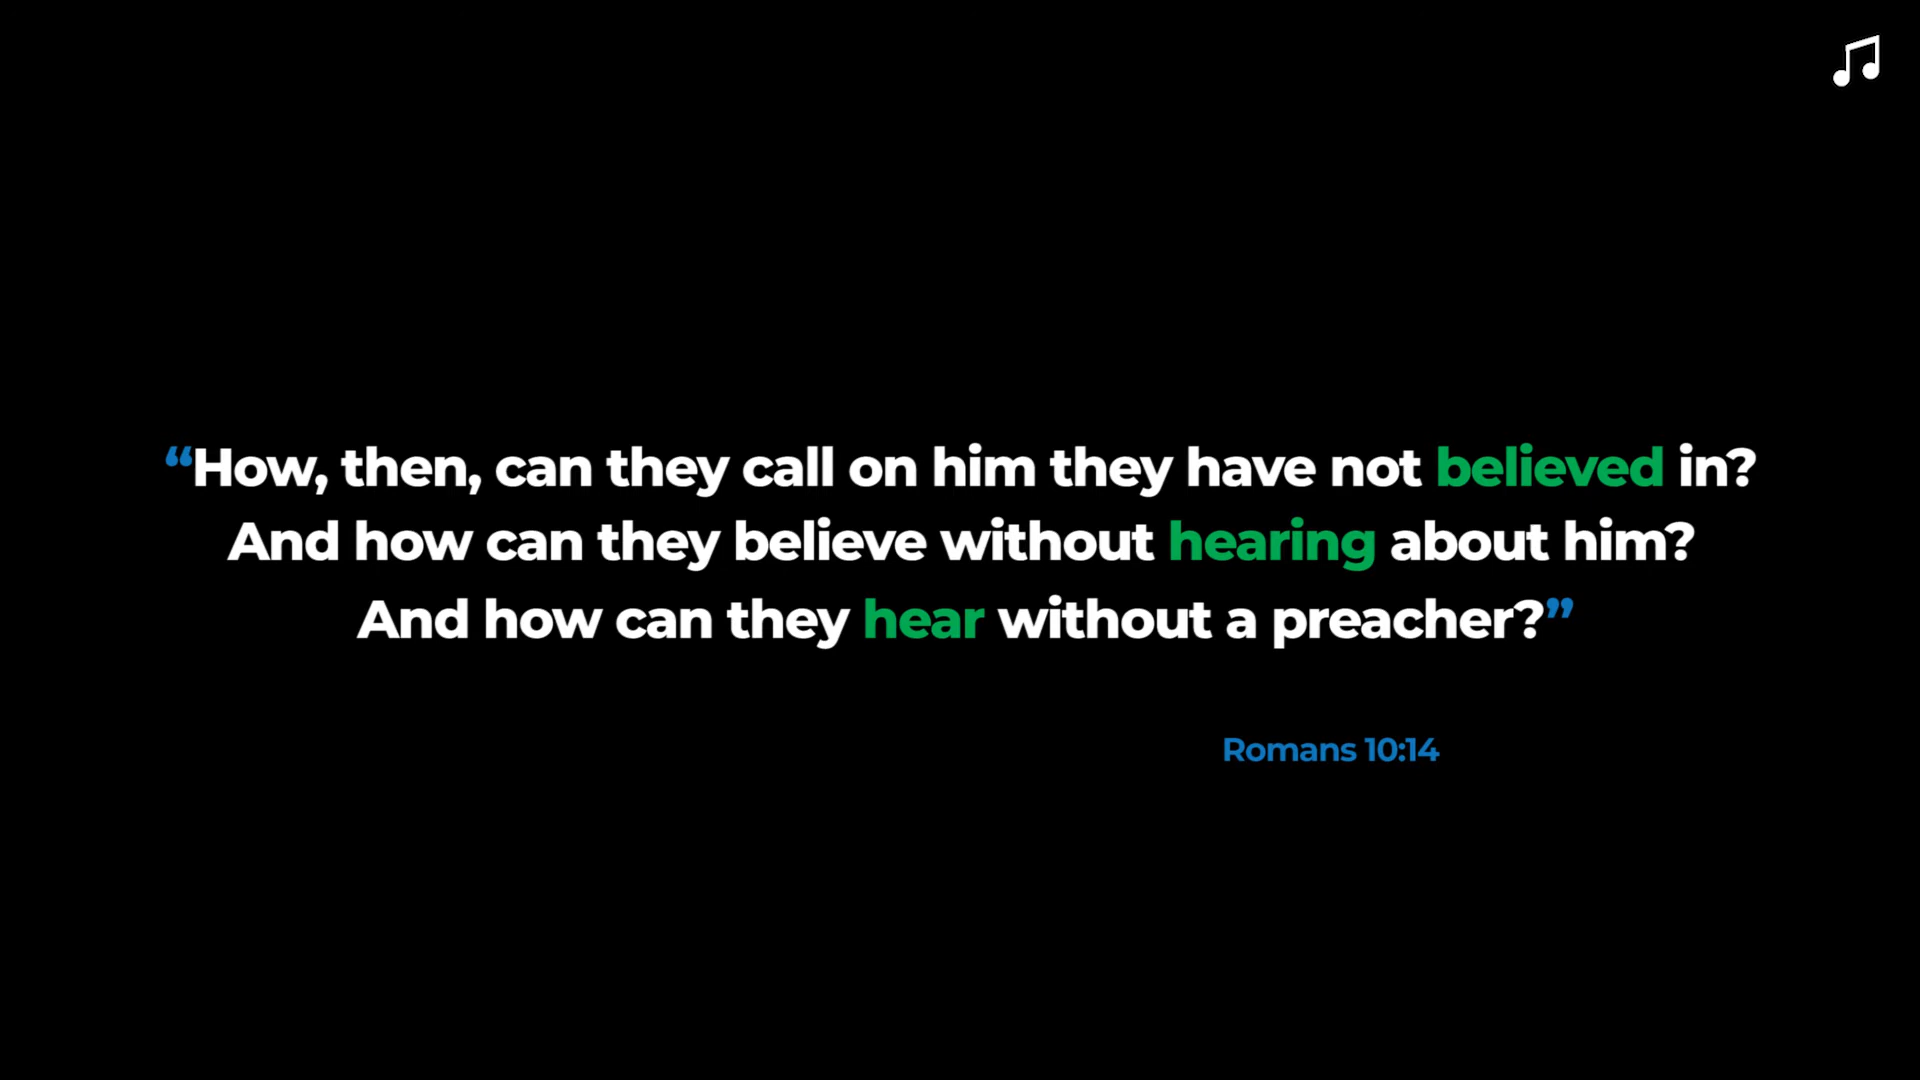 “How, then, can they call on him they have not believed in?
And how can they believe without hearing about him?
And how can they hear without a preacher?”
Romans 10:14